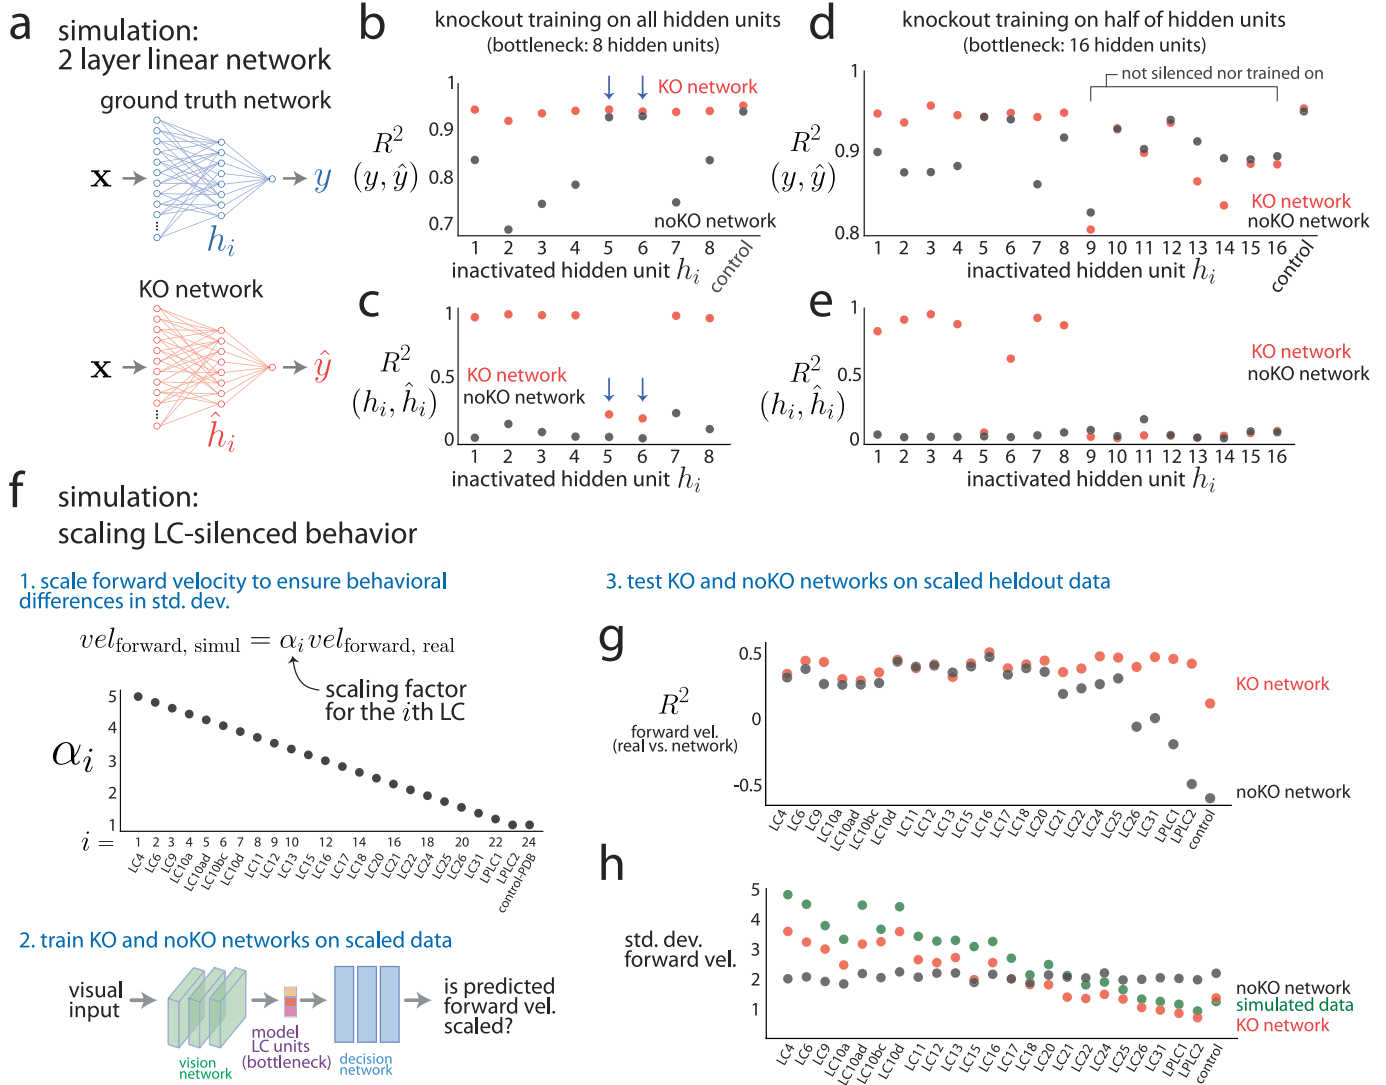 a
simulation:
2 layer linear network
ground truth network
x
y
h_i
KO network
x
ŷ
ĥ_i
b
knockout training on all hidden units
(bottleneck: 8 hidden units)
1
0.9
0.8
0.7
R²
(y, ŷ)
KO network
noKO network
1 2 3 4 5 6 7 8 control
inactivated hidden unit h_i
c
1
0.5
0
R²
(h_i, ĥ_i)
KO network
noKO network
1 2 3 4 5 6 7 8
inactivated hidden unit h_i
d
knockout training on half of hidden units
(bottleneck: 16 hidden units)
not silenced nor trained on
1
0.9
0.8
R²
(y, ŷ)
KO network
noKO network
1 2 3 4 5 6 7 8 9 10 11 12 13 14 15 16 control
inactivated hidden unit h_i
e
1
0.5
0
R²
(h_i, ĥ_i)
KO network
noKO network
1 2 3 4 5 6 7 8 9 10 11 12 13 14 15 16
inactivated hidden unit h_i
f
simulation:
scaling LC-silenced behavior
1. scale forward velocity to ensure behavioral
differences in std. dev.
vel_forward, simul = α_i vel_forward, real
scaling factor
for the ith LC
5
4
3
2
1
α_i
i = 1 2 3 4 5 6 7 8 9 10 12 14 16 18 20 22 24
LC4 LC6 LC9 LC10a LC10ad LC10bc LC10d LC11 LC12 LC13 LC15 LC16 LC17 LC18 LC20 LC21 LC22 LC24 LC25 LC26 LC31 LPLC1 LPLC2 control-PDB
2. train KO and noKO networks on scaled data
visual
input
vision
network
model
LC units
(bottleneck)
decision
network
is predicted
forward vel.
scaled?
3. test KO and noKO networks on scaled heldout data
g
0.5
0
-0.5
R²
forward vel.
(real vs. network)
KO network
noKO network
LC4 LC6 LC9 LC10a LC10ad LC10bc LC10d LC11 LC12 LC13 LC15 LC16 LC17 LC18 LC20 LC21 LC22 LC24 LC25 LC26 LC31 LPLC1 LPLC2 control
h
5
4
3
2
1
std. dev.
forward vel.
noKO network
simulated data
KO network
LC4 LC6 LC9 LC10a LC10ad LC10bc LC10d LC11 LC12 LC13 LC15 LC16 LC17 LC18 LC20 LC21 LC22 LC24 LC25 LC26 LC31 LPLC1 LPLC2 control